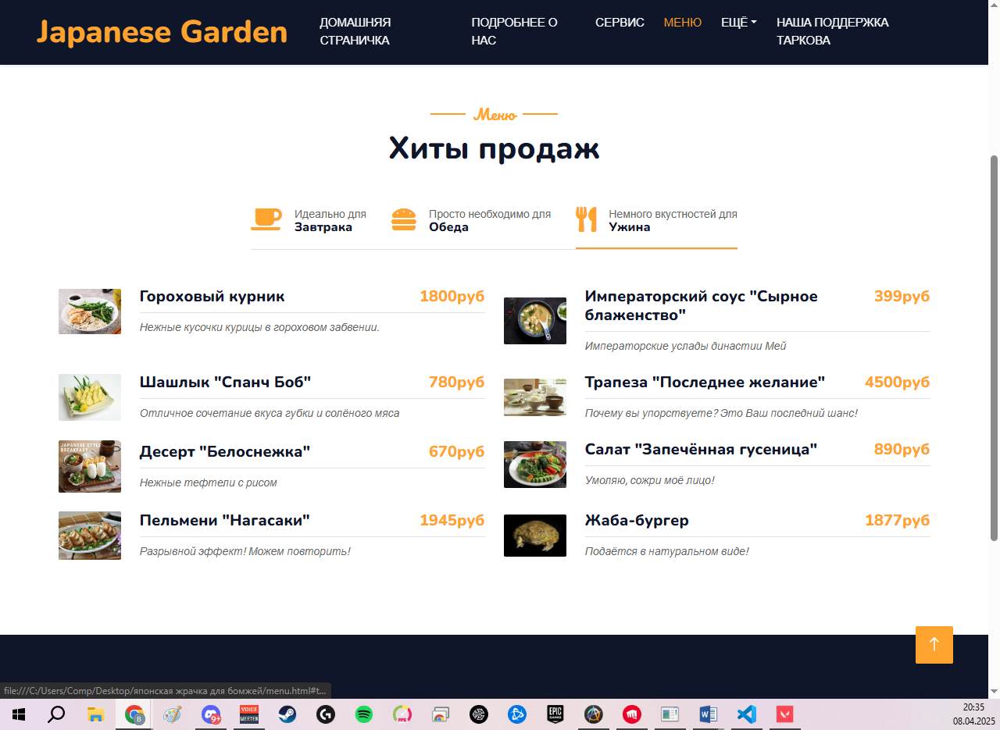 Japanese Garden
ДОМАШНЯЯ СТРАНИЧКА
ПОДРОБНЕЕ О НАС
СЕРВИС
МЕНЮ
ЕЩЁ
НАША ПОДДЕРЖКА ТАРКОВА
Меню
Хиты продаж
Идеально для
Завтрака
Просто необходимо для
Обеда
Немного вкустностей для
Ужина
Гороховый курник 1800руб
Нежные кусочки курицы в гороховом забвении.
Императорский соус "Сырное 399руб
блаженство"
Императорские услады династии Мей
Шашлык "Спанч Боб" 780руб
Отличное сочетание вкуса губки и солёного мяса
Трапеза "Последнее желание" 4500руб
Почему вы упорствуете? Это Ваш последний шанс!
JAPANESE STYLE
BREAKFAST
Десерт "Белоснежка" 670руб
Нежные тефтели с рисом
Салат "Запечённая гусеница" 890руб
Умоляю, сожри моё лицо!
Пельмени "Нагасаки" 1945руб
Разрывной эффект! Можем повторить!
Жаба-бургер 1877руб
Подаётся в натуральном виде!
file:///C:/Users/Comp/Desktop/японская жрачка для бомжей/menu.html#t...
B
9+
VOICE
MEETER
PPS
EPIC
GAMES
W
20:35
08.04.2025